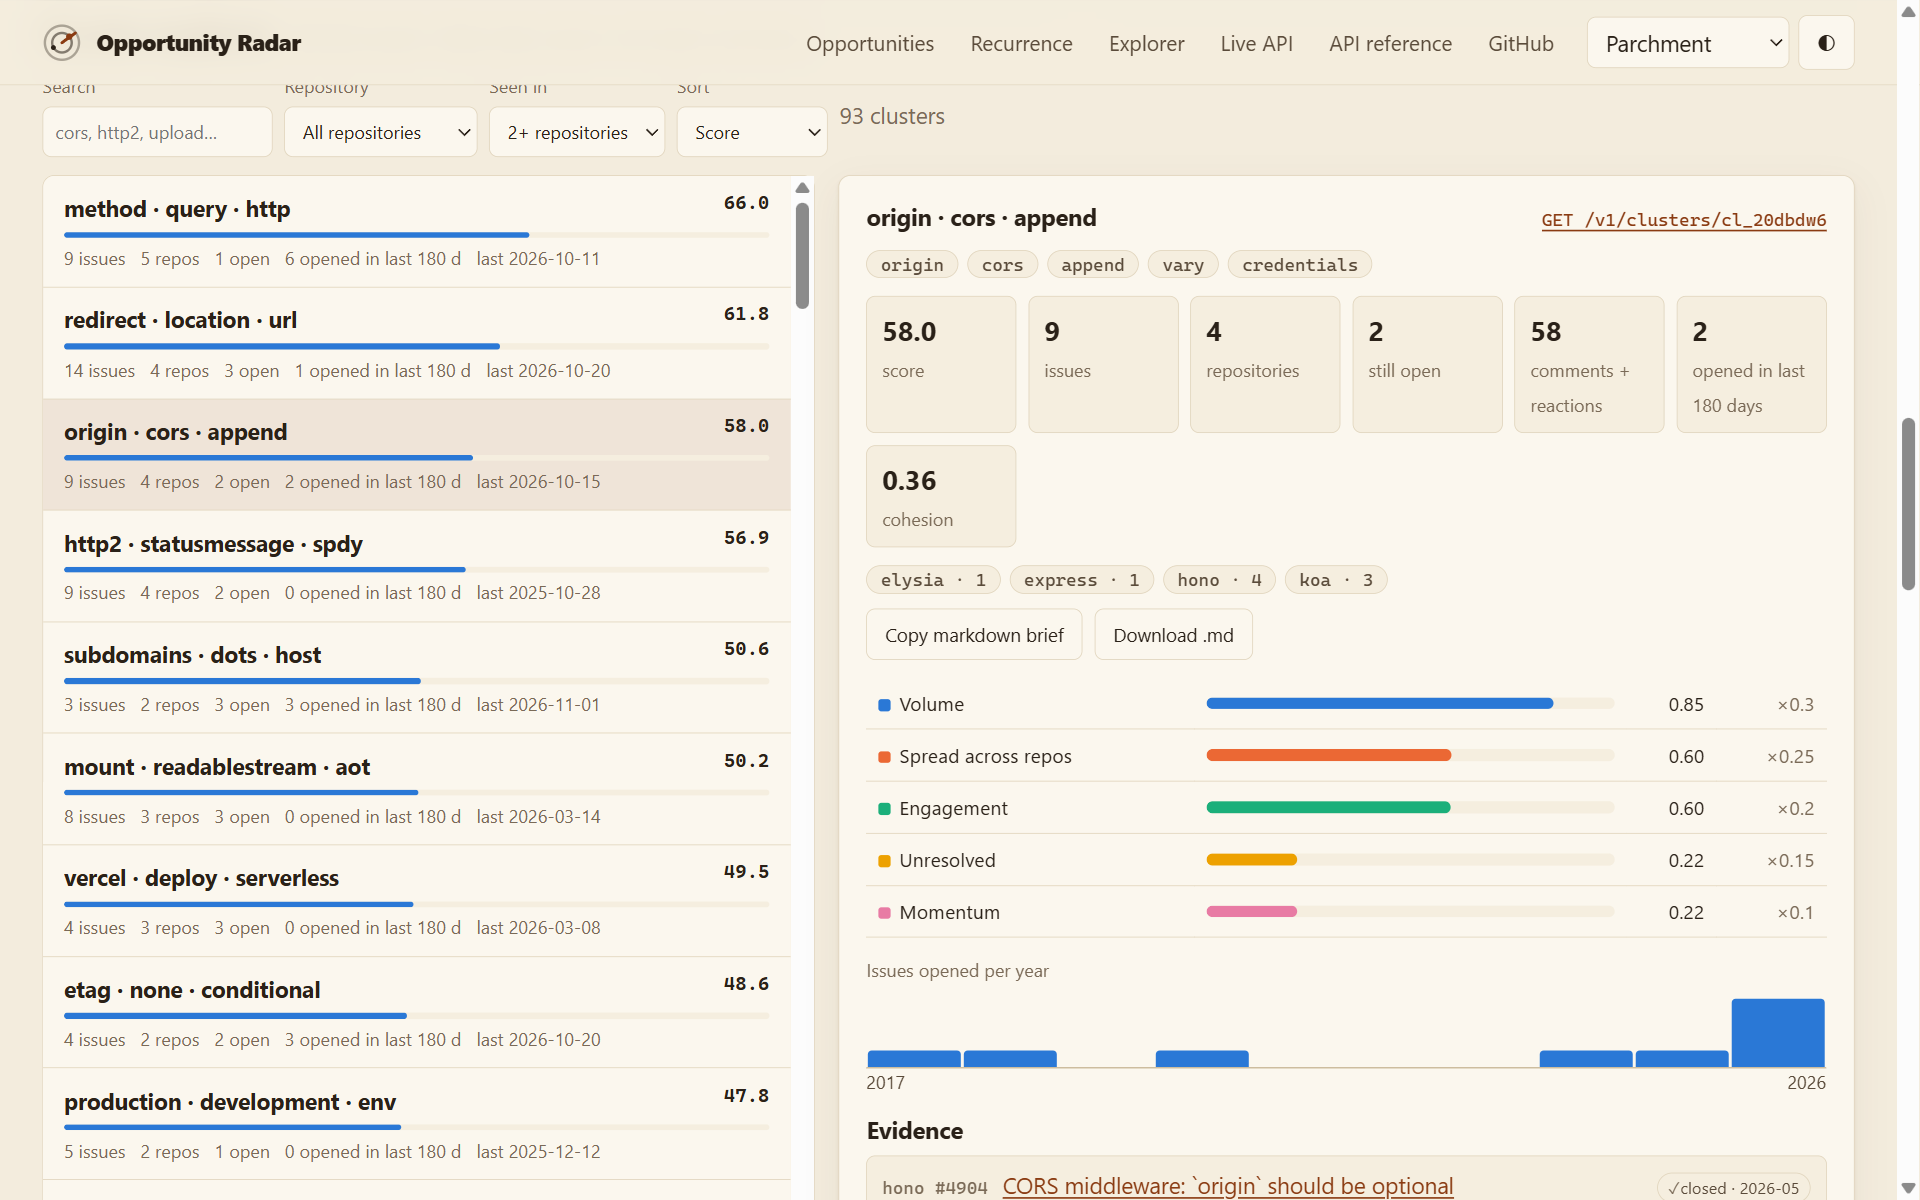 Opportunity Radar
Opportunities
Recurrence
Explorer
Live API
API reference
GitHub
Parchment
Search
Repository
Seen in
Sort
cors, http2, upload...
All repositories
2+ repositories
Score
93 clusters
method · query · http
66.0
9 issues 5 repos 1 open 6 opened in last 180 d last 2026-10-11
redirect · location · url
61.8
14 issues 4 repos 3 open 1 opened in last 180 d last 2026-10-20
origin · cors · append
58.0
9 issues 4 repos 2 open 2 opened in last 180 d last 2026-10-15
http2 · statusmessage · spdy
56.9
9 issues 4 repos 2 open 0 opened in last 180 d last 2025-10-28
subdomains · dots · host
50.6
3 issues 2 repos 3 open 3 opened in last 180 d last 2026-11-01
mount · readablestream · aot
50.2
8 issues 3 repos 3 open 0 opened in last 180 d last 2026-03-14
vercel · deploy · serverless
49.5
4 issues 3 repos 3 open 0 opened in last 180 d last 2026-03-08
etag · none · conditional
48.6
4 issues 2 repos 2 open 3 opened in last 180 d last 2026-10-20
production · development · env
47.8
5 issues 2 repos 1 open 0 opened in last 180 d last 2025-12-12
origin · cors · append
GET /v1/clusters/cl_20dbdw6
origin
cors
append
vary
credentials
58.0
score
9
issues
4
repositories
2
still open
58
comments +
reactions
2
opened in last
180 days
0.36
cohesion
elysia · 1
express · 1
hono · 4
koa · 3
Copy markdown brief
Download .md
Volume 0.85 ×0.3
Spread across repos 0.60 ×0.25
Engagement 0.60 ×0.2
Unresolved 0.22 ×0.15
Momentum 0.22 ×0.1
Issues opened per year
2017
2026
Evidence
hono #4904 CORS middleware: `origin` should be optional
✓closed · 2026-05